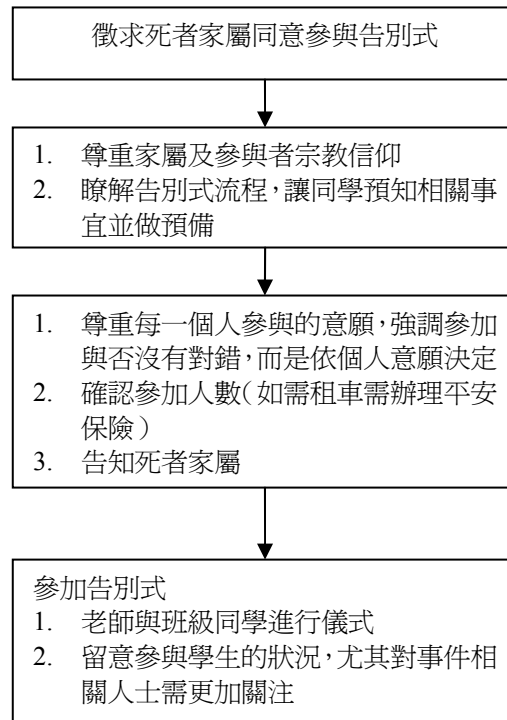 徵求死者家屬同意參與告別式
1. 尊重家屬及參與者宗教信仰
2. 瞭解告別式流程，讓同學預知相關事
宜並做預備
1. 尊重每一個人參與的意願，強調參加
與否沒有對錯，而是依個人意願決定
2. 確認參加人數（如需租車需辦理平安
保險）
3. 告知死者家屬
參加告別式
1. 老師與班級同學進行儀式
2. 留意參與學生的狀況，尤其對事件相
關人士需更加關注